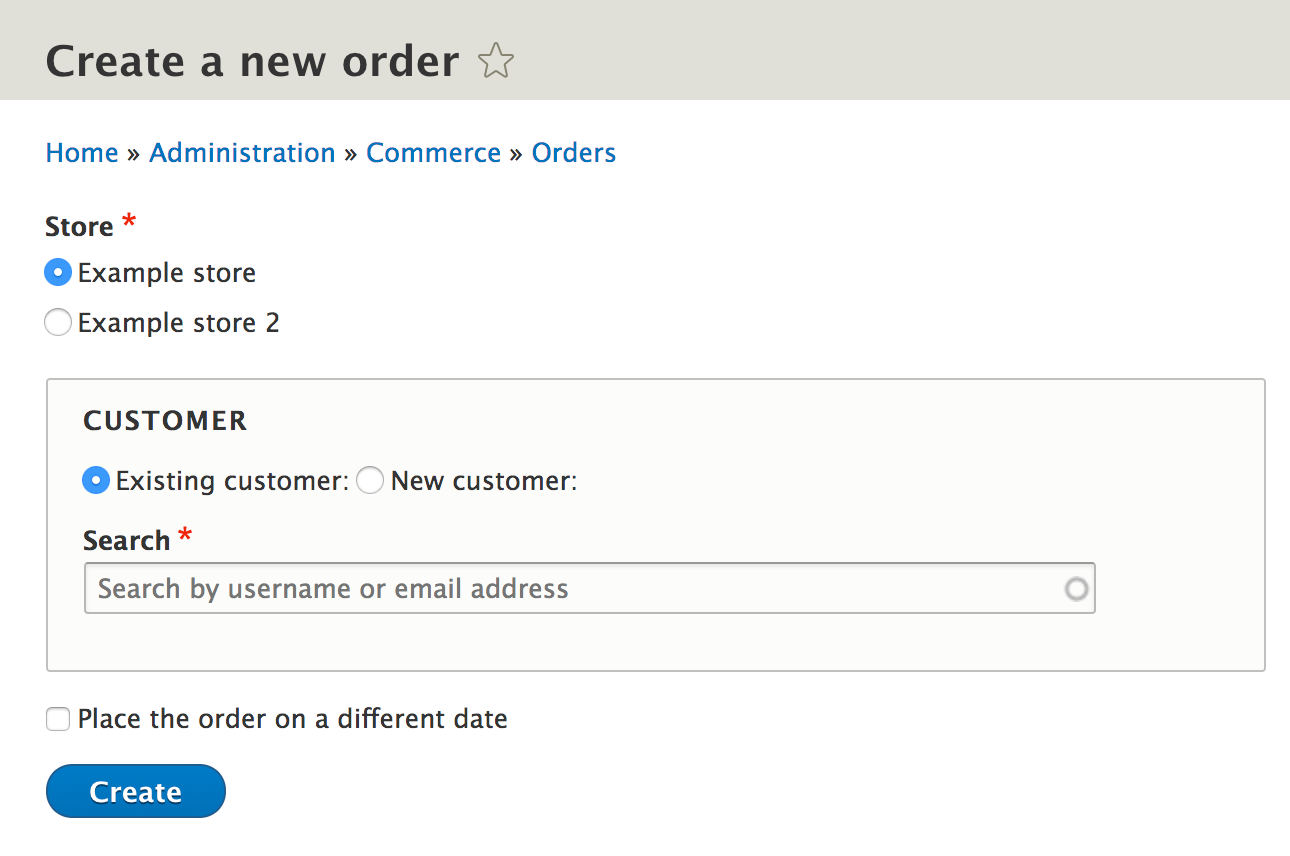 Create a new order
Home » Administration » Commerce » Orders
Store *
Example store
Example store 2
CUSTOMER
Existing customer: New customer:
Search *
Search by username or email address
Place the order on a different date
Create